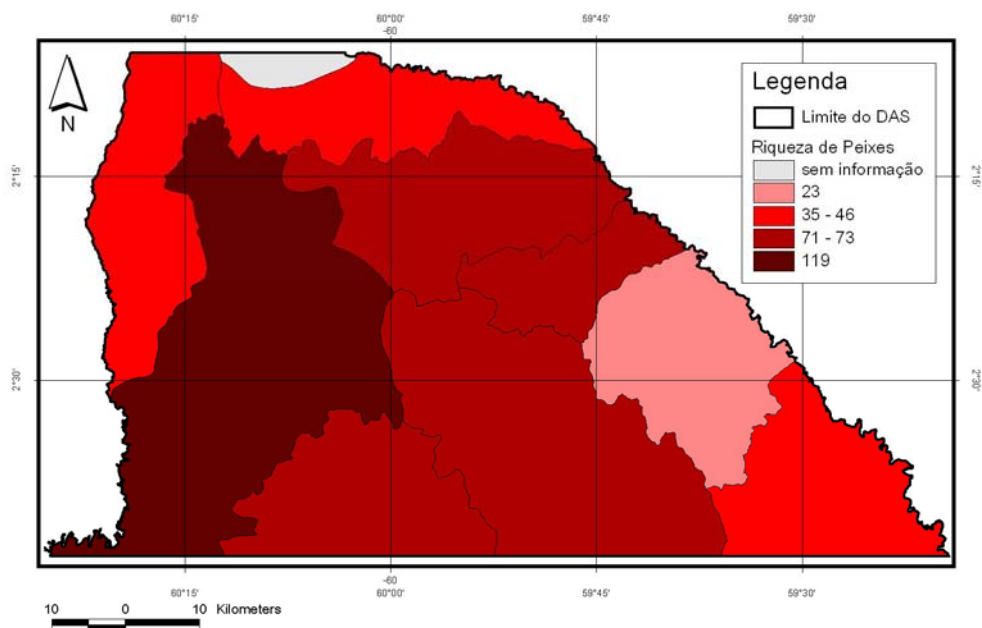 60°15' 60°00' 59°45' 59°30'
-60
N
Legenda
Limite do DAS
Riqueza de Peixes
sem informação
23
35 - 46
71 - 73
119
2°15' 2°15'
2°30' 2°30'
-60
60°15' 60°00' 59°45' 59°30'
10 0 10 Kilometers